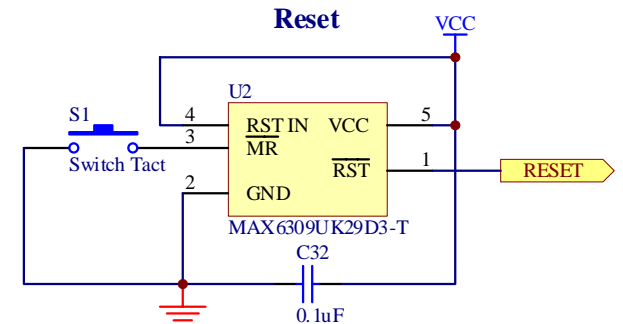 Reset
VCC
U2
S1
4
RST IN
VCC
5
3
MR
Switch Tact
RST
1
RESET
2
GND
MAX6309UK29D3-T
C32
0.1uF